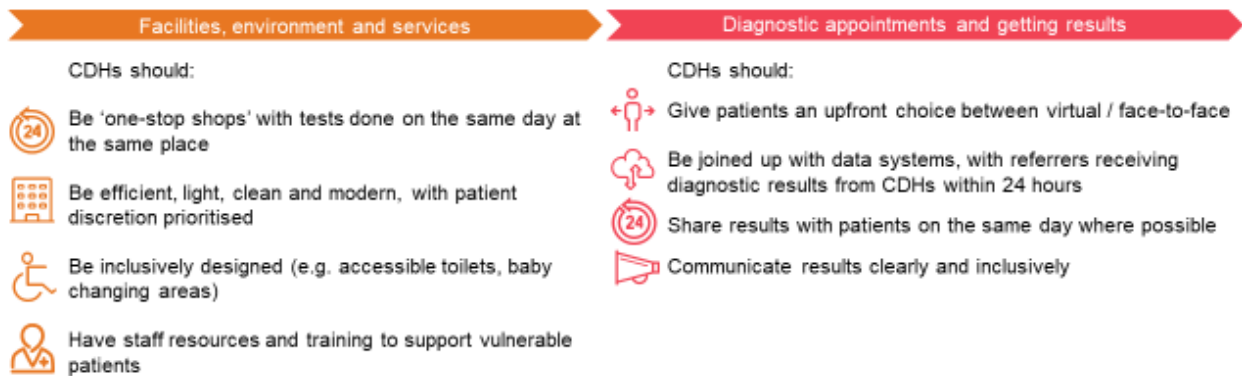 Facilities, environment and services
CDHs should:
24
Be ‘one-stop shops’ with tests done on the same day at
the same place
Be efficient, light, clean and modern, with patient
discretion prioritised
Be inclusively designed (e.g. accessible toilets, baby
changing areas)
Have staff resources and training to support vulnerable
patients
Diagnostic appointments and getting results
CDHs should:
Give patients an upfront choice between virtual / face-to-face
Be joined up with data systems, with referrers receiving
diagnostic results from CDHs within 24 hours
24
Share results with patients on the same day where possible
Communicate results clearly and inclusively